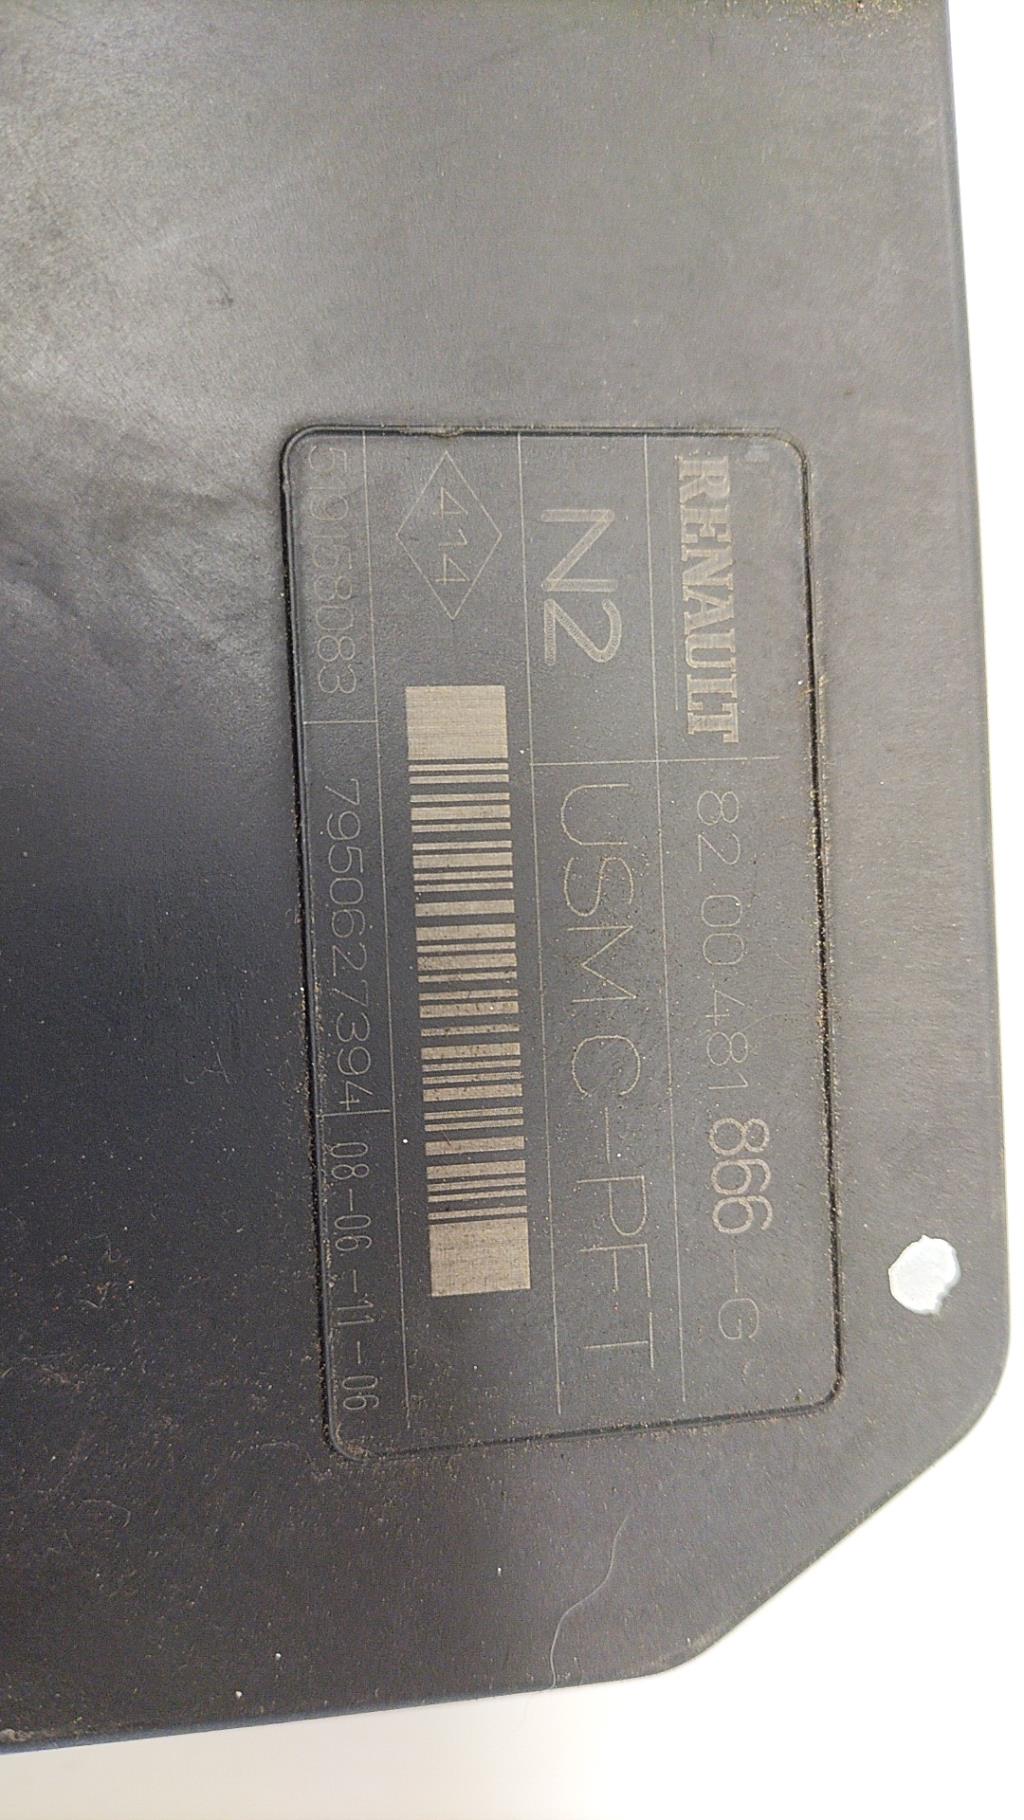 RENAULT 82 00 481 866--G
N2 USMC-PFT
414
519158083 7950627394 08-06-11-06